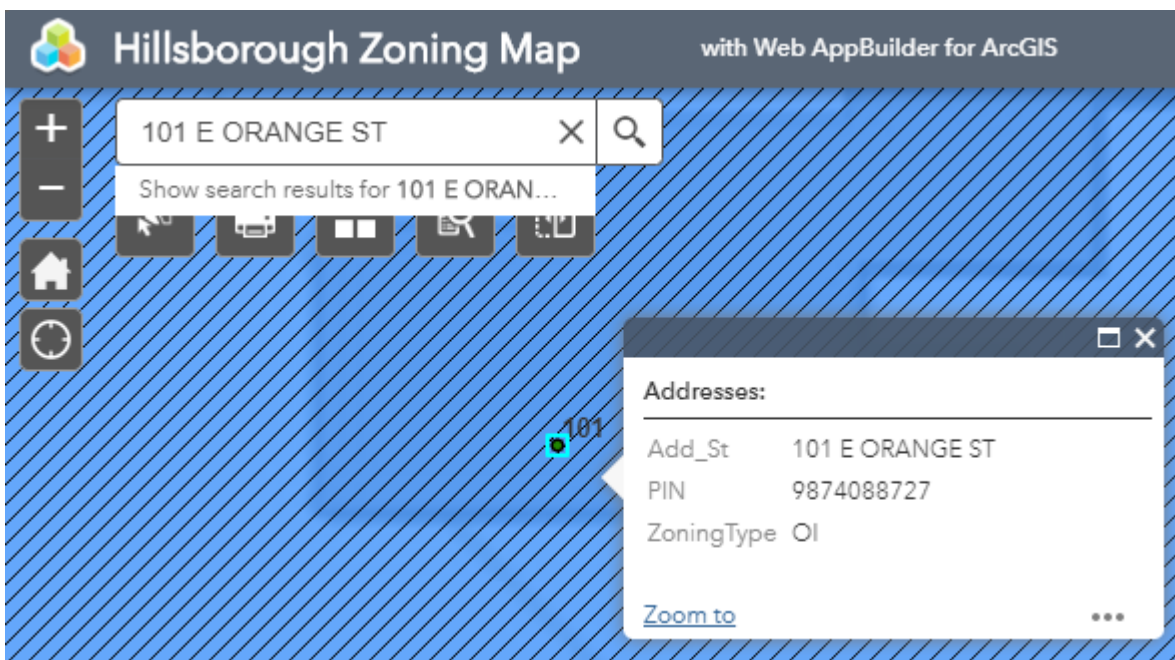 Hillsborough Zoning Map
with Web AppBuilder for ArcGIS
+
101 E ORANGE ST
−
Show search results for 101 E ORAN...
101
Addresses:
Add_St 101 E ORANGE ST
PIN 9874088727
ZoningType OI
Zoom to